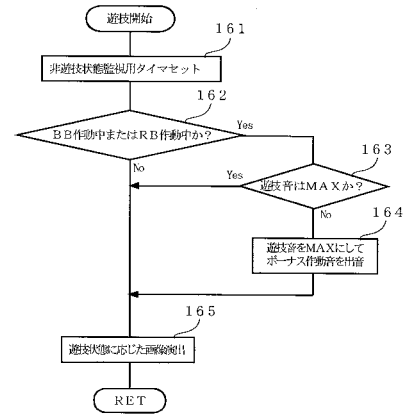 遊技開始
161
非遊技状態監視用タイマセット
162
BB作動中またはRB作動中か?
Yes
163
No
Yes
遊技音はMAXか?
No
164
遊技音をMAXにして
ボーナス作動音を出音
165
遊技状態に応じた画像演出
RET